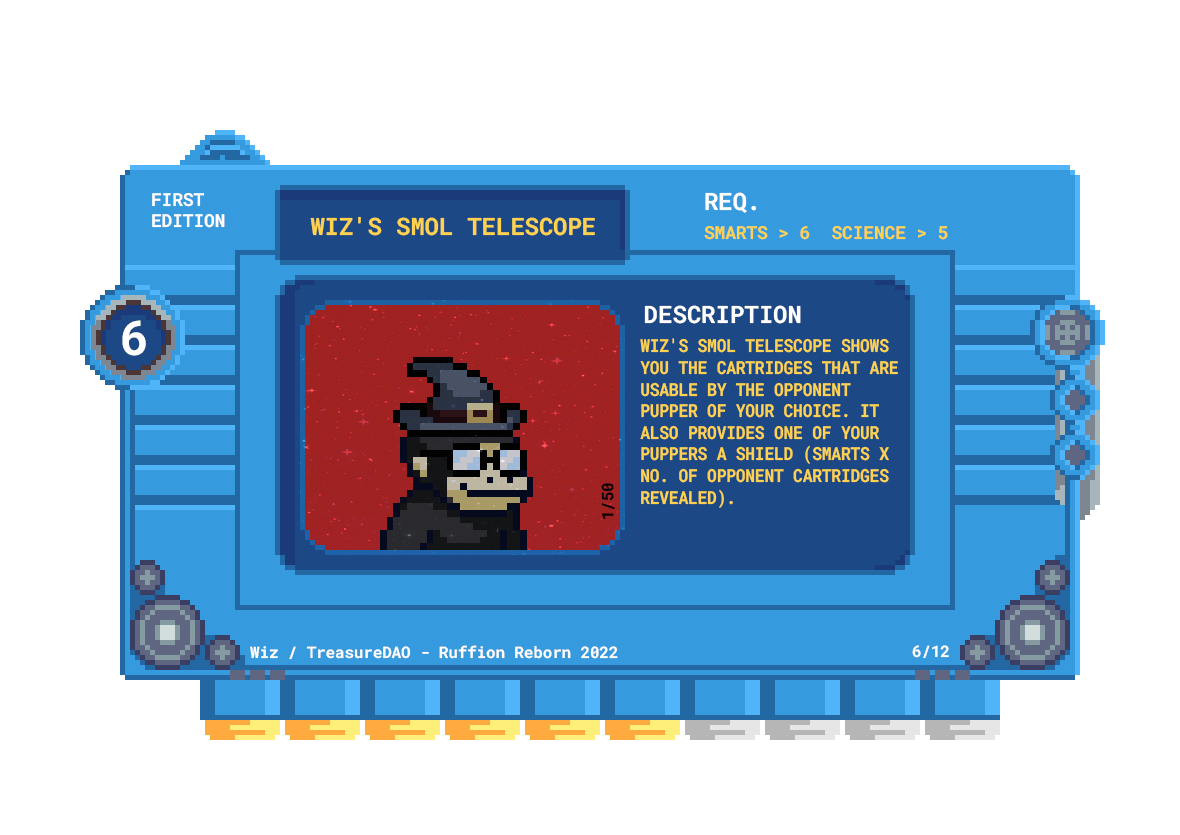 FIRST
EDITION
WIZ'S SMOL TELESCOPE
REQ.
SMARTS > 6 SCIENCE > 5
6
DESCRIPTION
WIZ'S SMOL TELESCOPE SHOWS
YOU THE CARTRIDGES THAT ARE
USABLE BY THE OPPONENT
PUPPER OF YOUR CHOICE. IT
ALSO PROVIDES ONE OF YOUR
PUPPERS A SHIELD (SMARTS X
NO. OF OPPONENT CARTRIDGES
REVEALED).
1/50
Wiz / TreasureDAO - Ruffion Reborn 2022
6/12